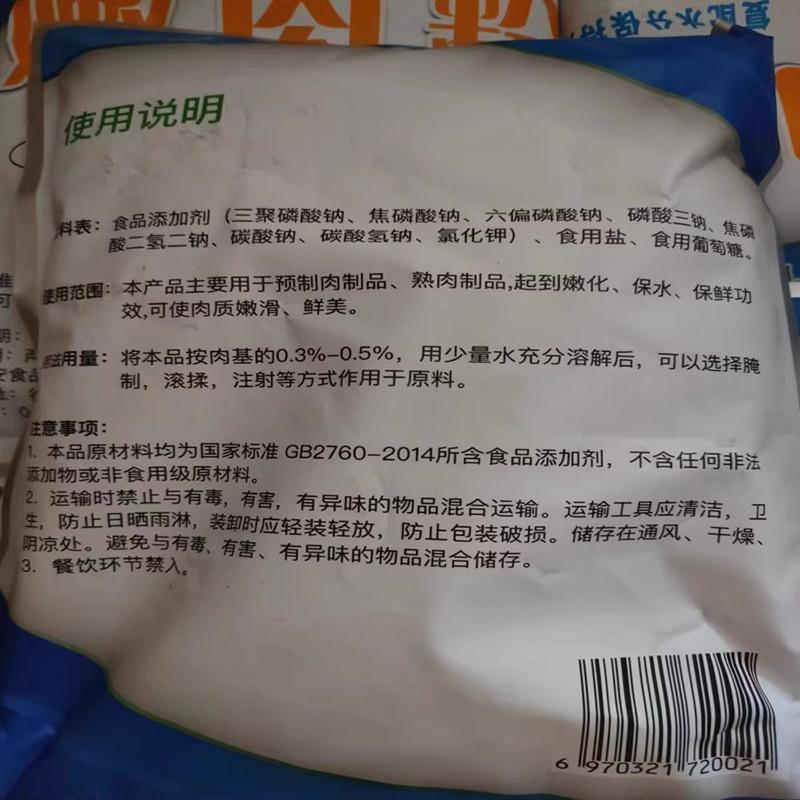 肉粉
复配水分保持
使用说明
料表：食品添加剂（三聚磷酸钠、焦磷酸钠、六偏磷酸钠、磷酸三钠、焦磷
酸二氢二钠、碳酸钠、碳酸氢钠、氯化钾）、食用盐、食用葡萄糖。
使用范围：本产品主要用于预制肉制品、熟肉制品,起到嫩化、保水、保鲜功
效,可使肉质嫩滑、鲜美。
用量：将本品按肉基的0.3%-0.5%，用少量水充分溶解后，可以选择腌
制，滚揉，注射等方式作用于原料。
注意事项：
1. 本品原材料均为国家标准 GB2760-2014所含食品添加剂，不含任何非法
添加物或非食用级原材料。
2. 运输时禁止与有毒, 有害, 有异味的物品混合运输。运输工具应清洁，卫
生，防止日晒雨淋, 装卸时应轻装轻放，防止包装破损。储存在通风、干燥、
阴凉处。避免与有毒、有害、有异味的物品混合储存。
3. 餐饮环节禁入。
6 970321 720021